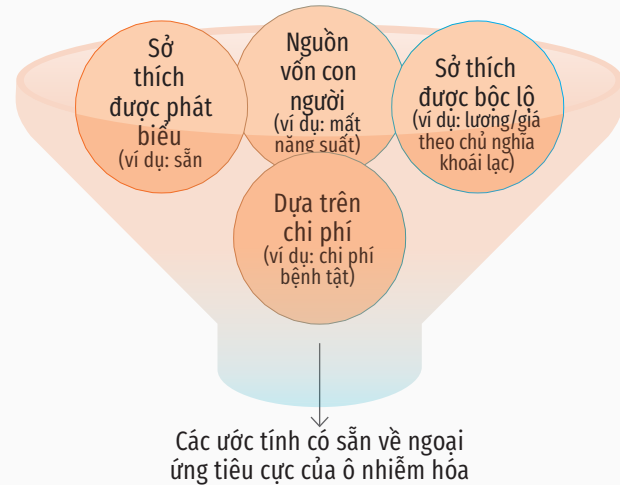 Sở
thích
được phát
biểu
(ví dụ: sẵn
Nguồn
vốn con
người
(ví dụ: mất
năng suất)
Sở thích
được bộc lộ
(ví dụ: lương/giá
theo chủ nghĩa
khoái lạc)
Dựa trên
chi phí
(ví dụ: chi phí
bệnh tật)
Các ước tính có sẵn về ngoại
ứng tiêu cực của ô nhiễm hóa